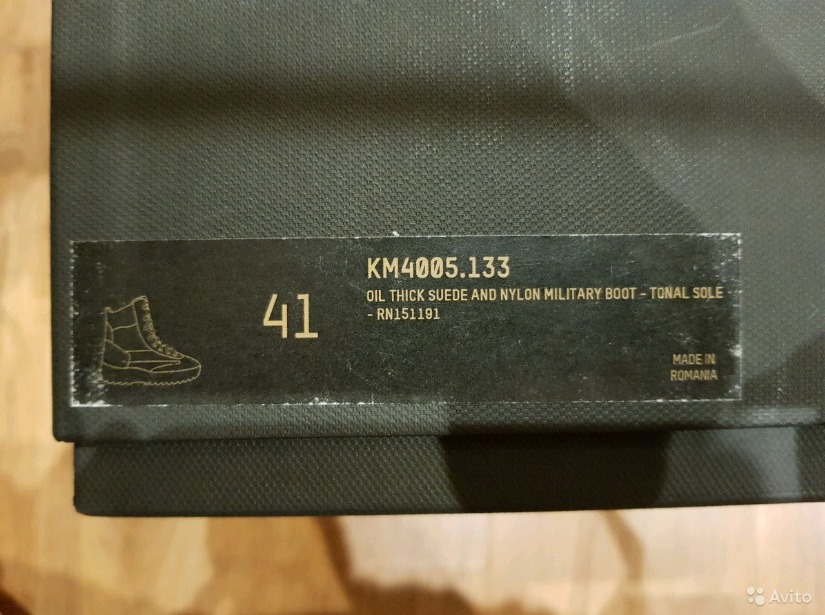 KM4005.133
41
OIL THICK SUEDE AND NYLON MILITARY BOOT - TONAL SOLE
- RN151191
MADE IN
ROMANIA
Avito